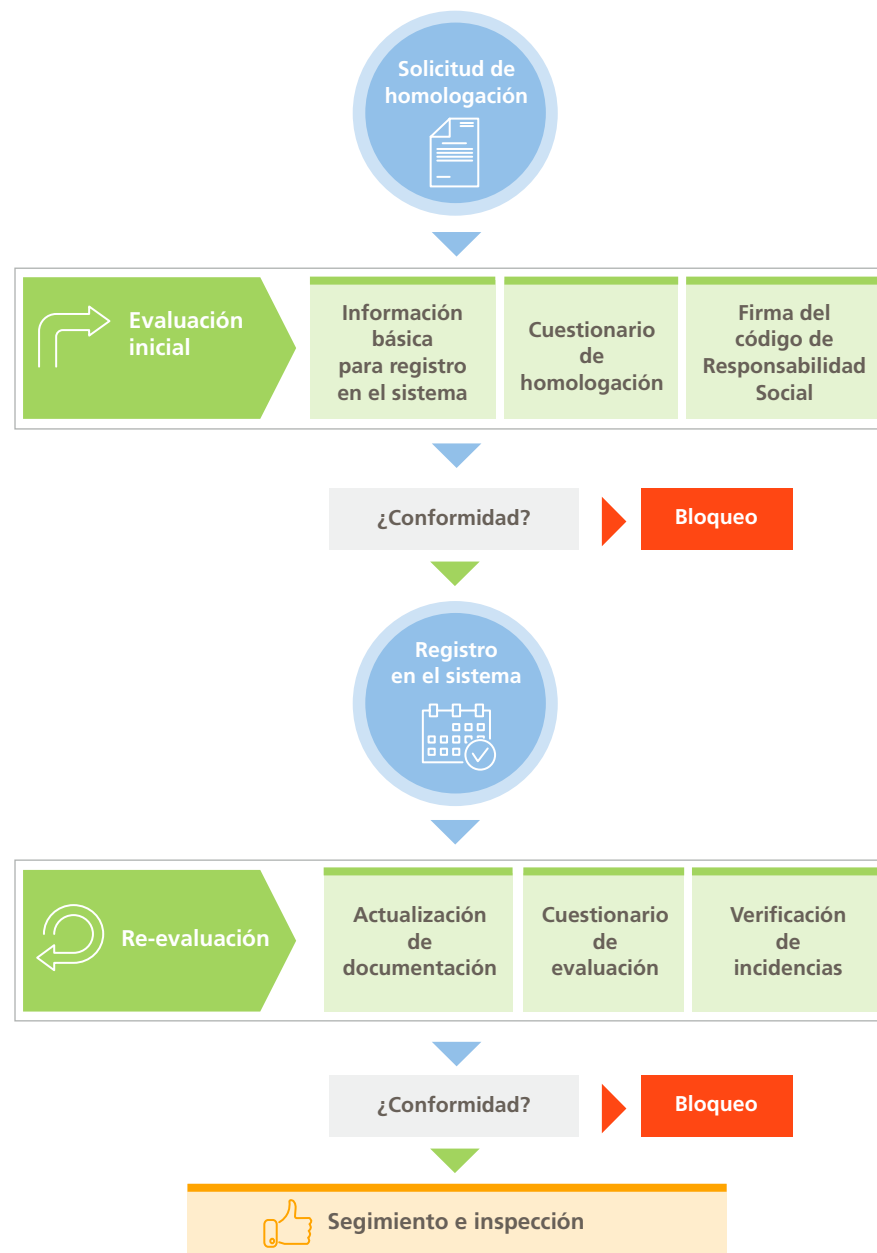 Solicitud de
homologación
Evaluación
inicial
Información
básica
para registro
en el sistema
Cuestionario
de
homologación
Firma del
código de
Responsabilidad
Social
¿Conformidad?
Bloqueo
Registro
en el sistema
Re-evaluación
Actualización
de
documentación
Cuestionario
de
evaluación
Verificación
de
incidencias
¿Conformidad?
Bloqueo
Segimiento e inspección